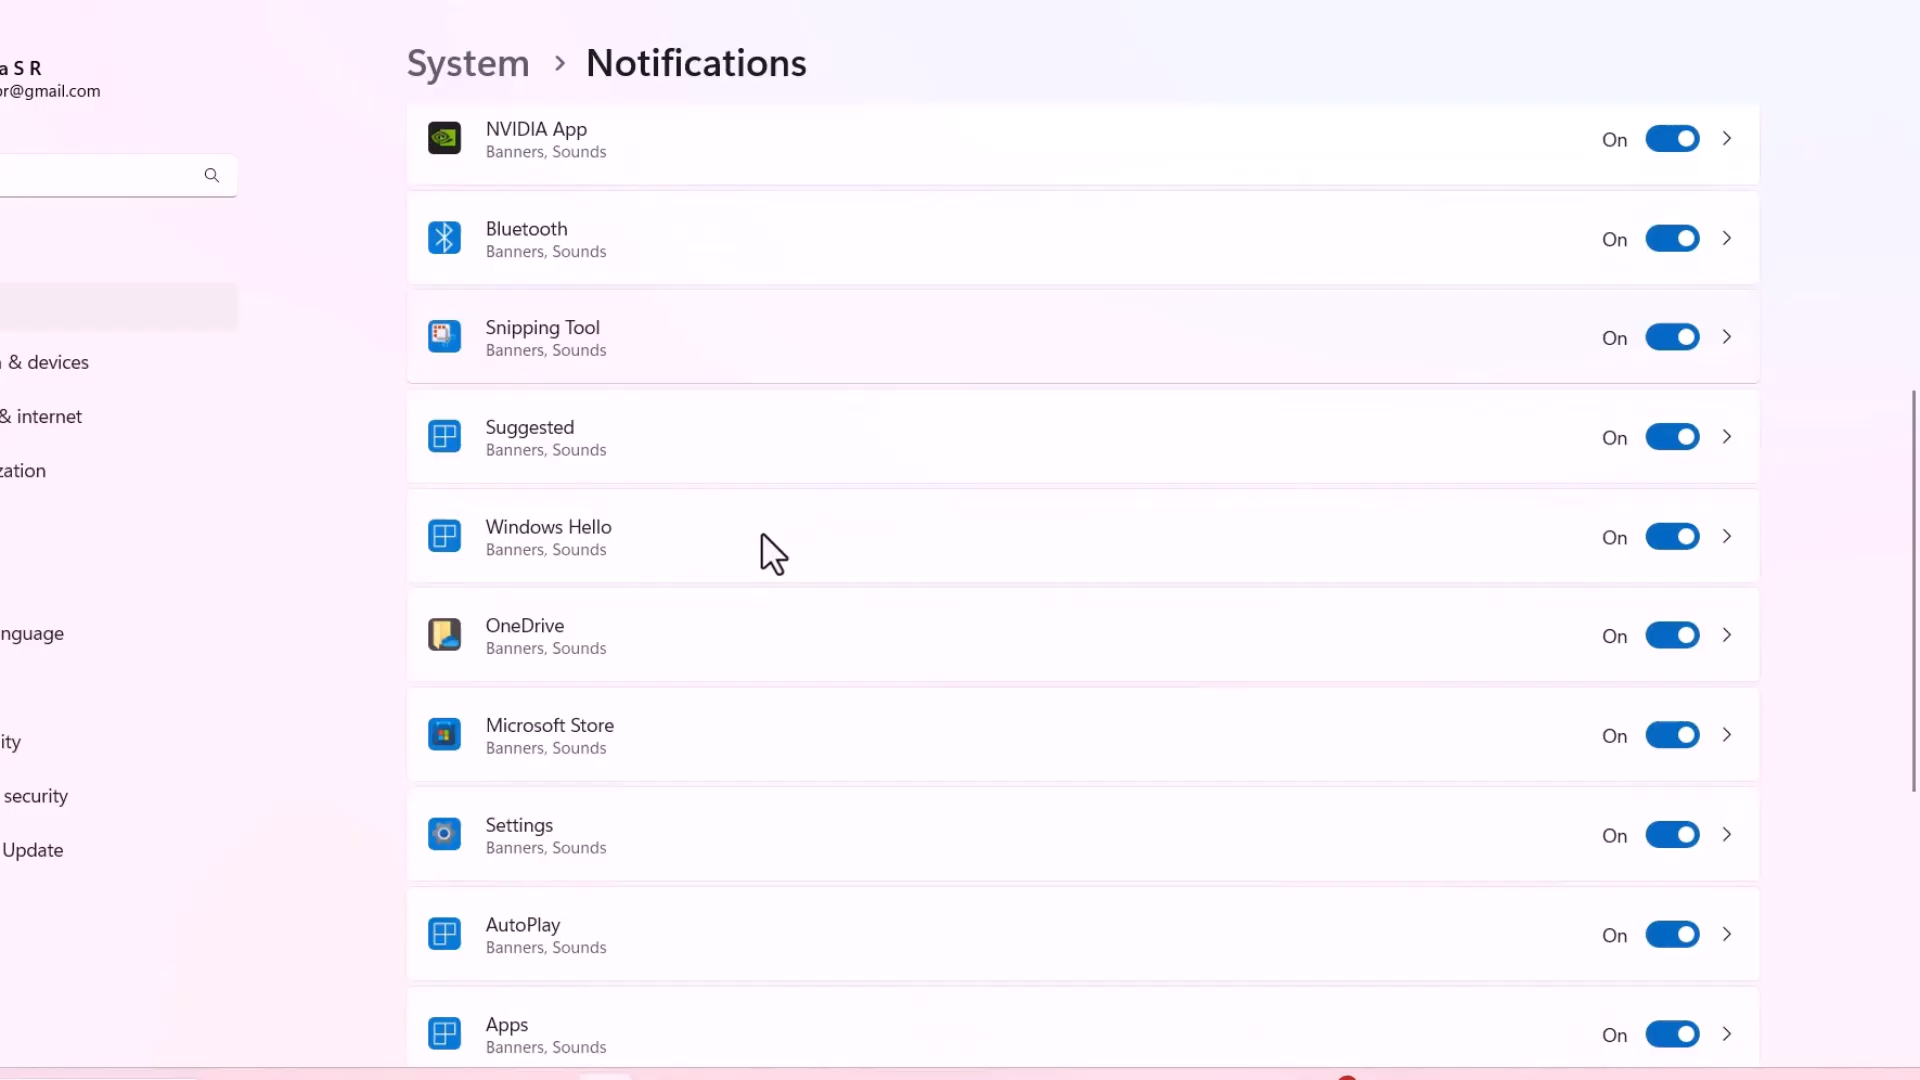 a S R
or@gmail.com
& devices
& internet
zation
nguage
ity
security
Update
System > Notifications
NVIDIA App
Banners, Sounds
On
Bluetooth
Banners, Sounds
On
Snipping Tool
Banners, Sounds
On
Suggested
Banners, Sounds
On
Windows Hello
Banners, Sounds
On
OneDrive
Banners, Sounds
On
Microsoft Store
Banners, Sounds
On
Settings
Banners, Sounds
On
AutoPlay
Banners, Sounds
On
Apps
Banners, Sounds
On